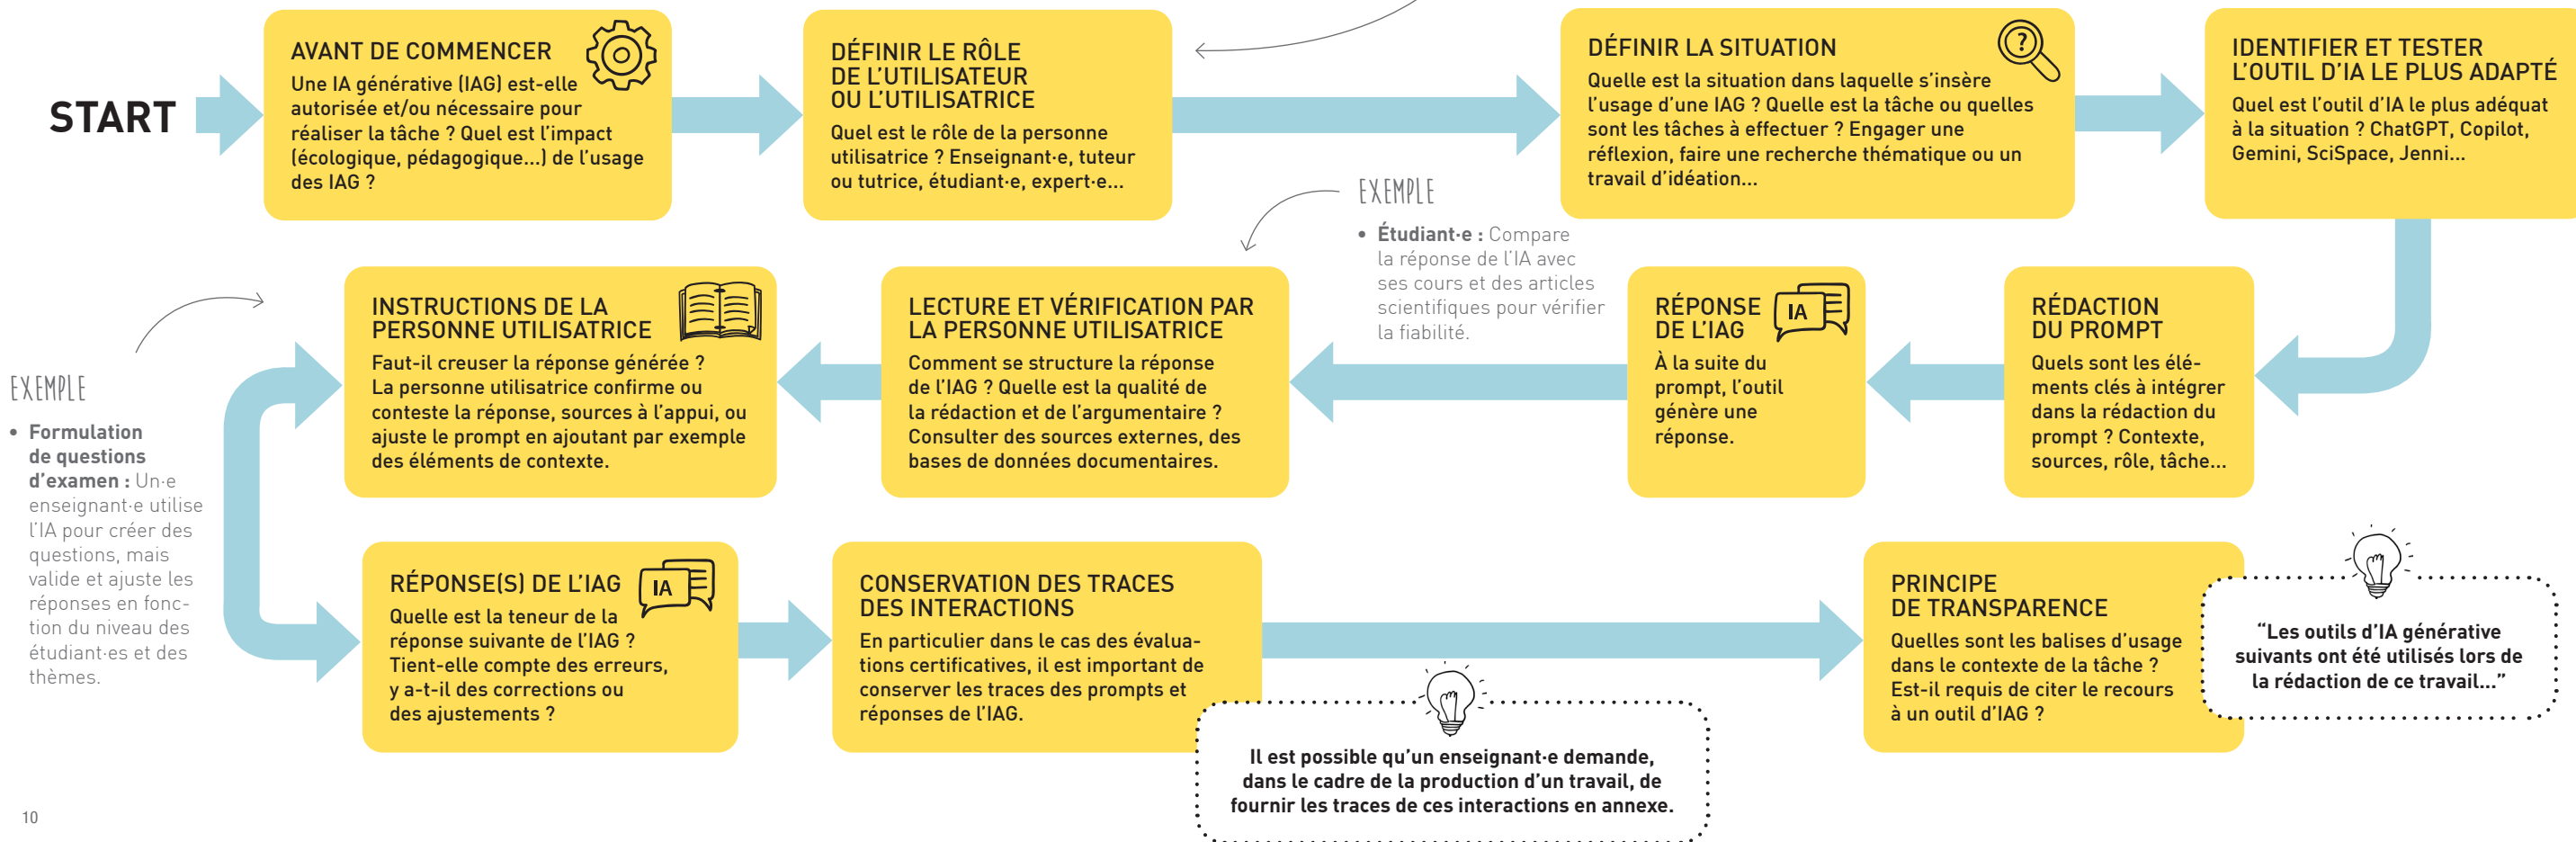 START
AVANT DE COMMENCER
Une IA générative (IAG) est-elle
autorisée et/ou nécessaire pour
réaliser la tâche ? Quel est l’impact
(écologique, pédagogique...) de l’usage
des IAG ?
DÉFINIR LE RÔLE
DE L’UTILISATEUR
OU L’UTILISATRICE
Quel est le rôle de la personne
utilisatrice ? Enseignant·e, tuteur
ou tutrice, étudiant·e, expert·e...
DÉFINIR LA SITUATION
?
Quelle est la situation dans laquelle s’insère
l’usage d’une IAG ? Quelle est la tâche ou quelles
sont les tâches à effectuer ? Engager une
réflexion, faire une recherche thématique ou un
travail d’idéation...
IDENTIFIER ET TESTER
L’OUTIL D’IA LE PLUS ADAPTÉ
Quel est l’outil d’IA le plus adéquat
à la situation ? ChatGPT, Copilot,
Gemini, SciSpace, Jenni...
RÉDACTION
DU PROMPT
Quels sont les élé-
ments clés à intégrer
dans la rédaction du
prompt ? Contexte,
sources, rôle, tâche...
RÉPONSE
DE L’IAG
IA
À la suite du
prompt, l’outil
génère une
réponse.
EXEMPLE
• Étudiant·e : Compare
la réponse de l’IA avec
ses cours et des articles
scientifiques pour vérifier
la fiabilité.
LECTURE ET VÉRIFICATION PAR
LA PERSONNE UTILISATRICE
Comment se structure la réponse
de l’IAG ? Quelle est la qualité de
la rédaction et de l’argumentaire ?
Consulter des sources externes, des
bases de données documentaires.
INSTRUCTIONS DE LA
PERSONNE UTILISATRICE
Faut-il creuser la réponse générée ?
La personne utilisatrice confirme ou
conteste la réponse, sources à l’appui, ou
ajuste le prompt en ajoutant par exemple
des éléments de contexte.
EXEMPLE
• Formulation
de questions
d’examen : Un·e
enseignant·e utilise
l’IA pour créer des
questions, mais
valide et ajuste les
réponses en fonc-
tion du niveau des
étudiant·es et des
thèmes.
RÉPONSE(S) DE L’IAG
IA
Quelle est la teneur de la
réponse suivante de l’IAG ?
Tient-elle compte des erreurs,
y a-t-il des corrections ou
des ajustements ?
CONSERVATION DES TRACES
DES INTERACTIONS
En particulier dans le cas des évalua-
tions certificatives, il est important de
conserver les traces des prompts et
réponses de l’IAG.
Il est possible qu’un enseignant·e demande,
dans le cadre de la production d’un travail, de
fournir les traces de ces interactions en annexe.
PRINCIPE
DE TRANSPARENCE
Quelles sont les balises d’usage
dans le contexte de la tâche ?
Est-il requis de citer le recours
à un outil d’IAG ?
“Les outils d’IA générative
suivants ont été utilisés lors de
la rédaction de ce travail...”
10